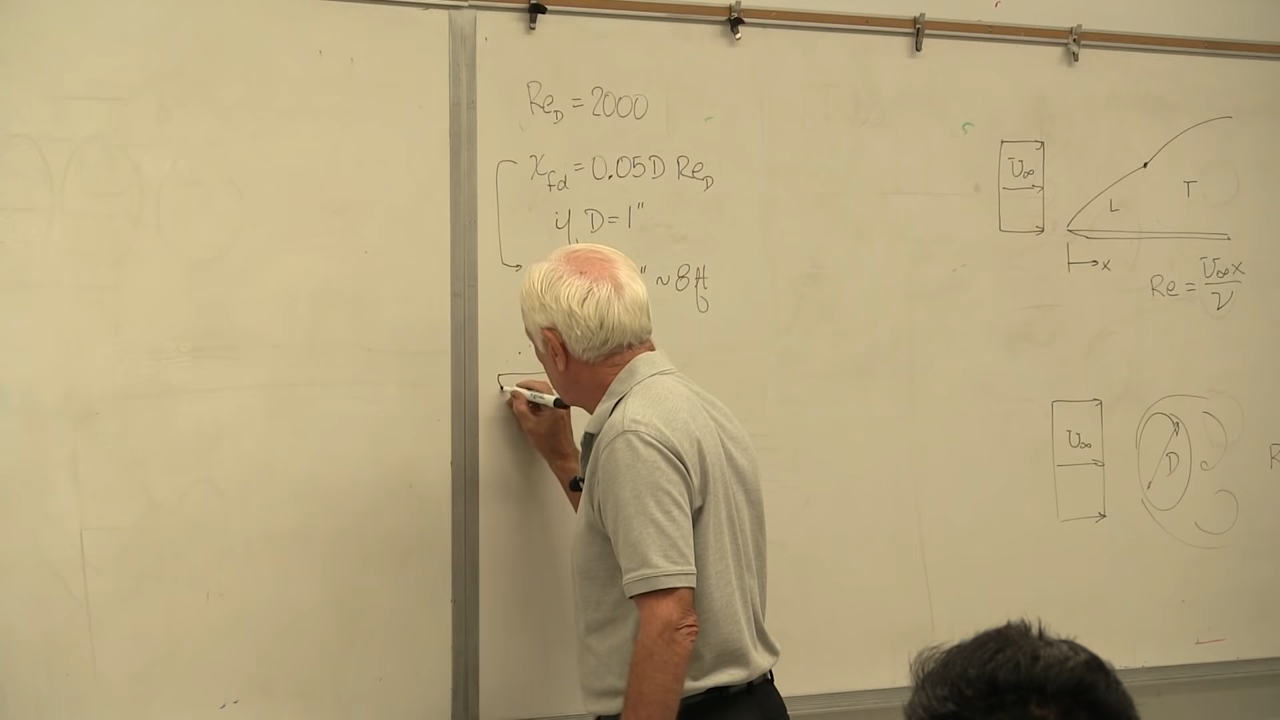 Re_D = 2000
x_fd = 0.05D Re_D
if D = 1"
" ~ 8 ft
U∞
L
T
x
Re = U∞x/ν
U∞
D
R